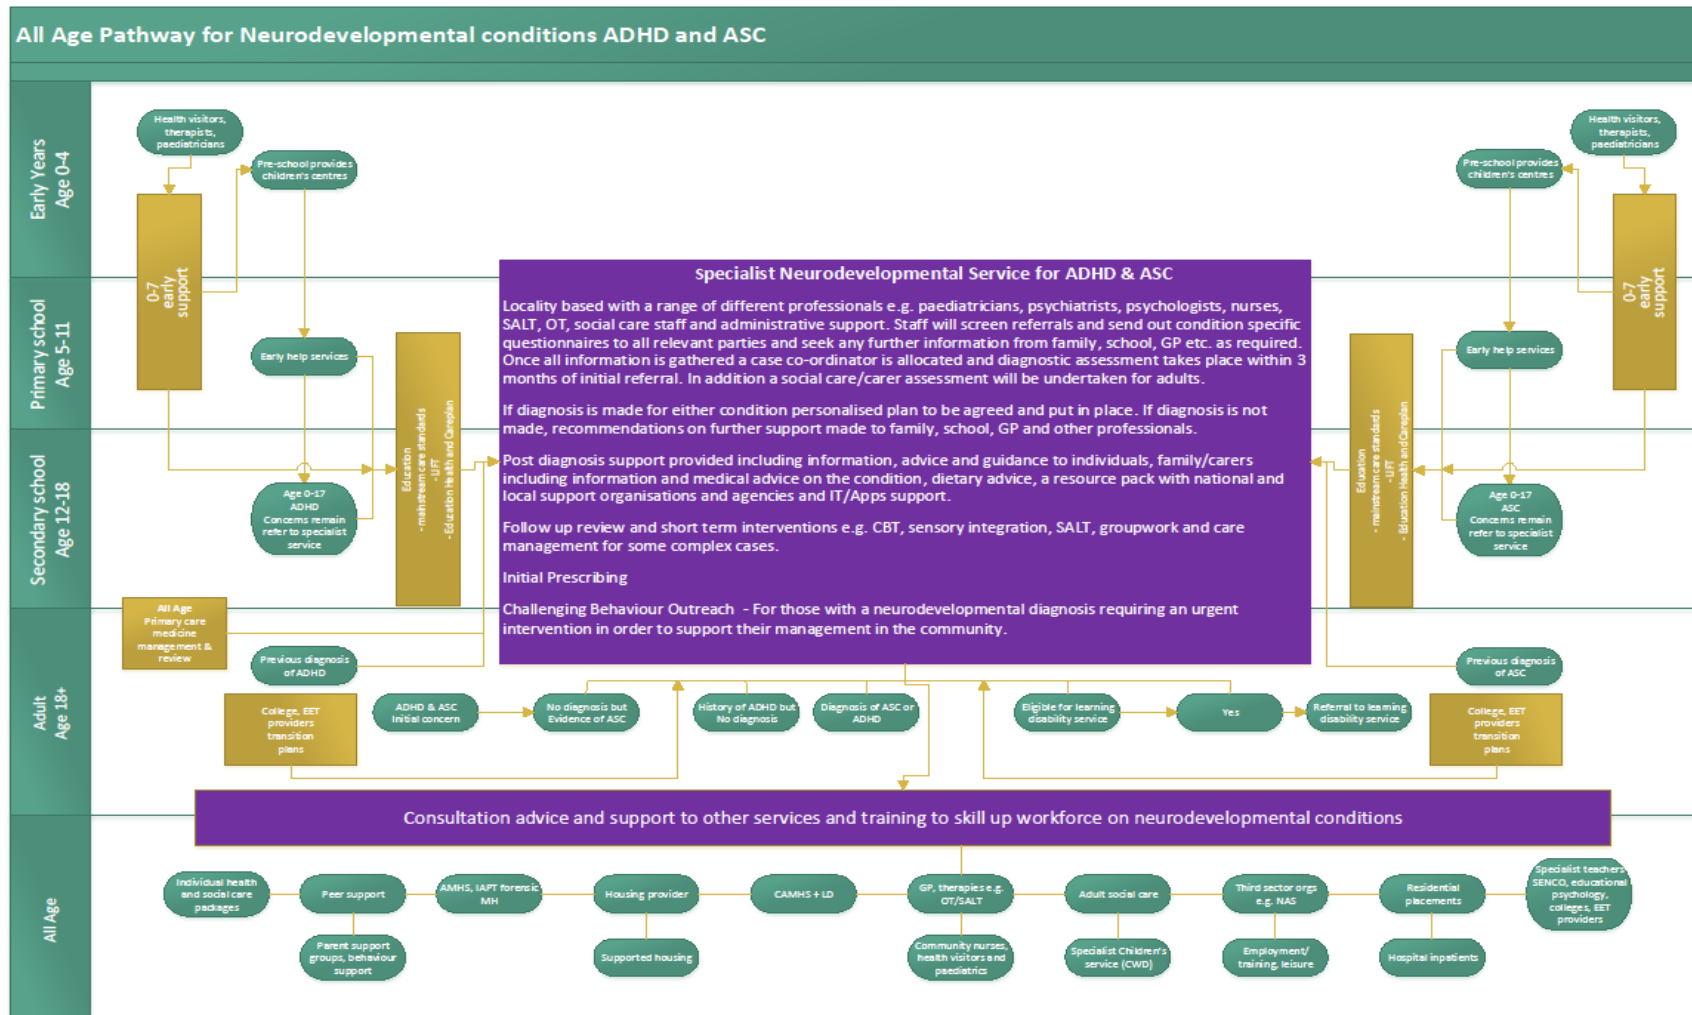 All Age Pathway for Neurodevelopmental conditions ADHD and ASC
Early Years
Age 0-4
Health visitors,
therapists,
paediatricians
Pre-school provides
children's centres
0-7
early
support
Health visitors,
therapists,
paediatricians
Pre-school provides
children's centres
0-7
early
support
Primary school
Age 5-11
Early help services
Early help services
Education
- mainstream care standards
- LIFT
- Education Health and Careplan
Education
- mainstream care standards
- LIFT
- Education Health and Careplan
Specialist Neurodevelopmental Service for ADHD & ASC
Locality based with a range of different professionals e.g. paediatricians, psychiatrists, psychologists, nurses,
SALT, OT, social care staff and administrative support. Staff will screen referrals and send out condition specific
questionnaires to all relevant parties and seek any further information from family, school, GP etc. as required.
Once all information is gathered a case co-ordinator is allocated and diagnostic assessment takes place within 3
months of initial referral. In addition a social care/carer assessment will be undertaken for adults.
If diagnosis is made for either condition personalised plan to be agreed and put in place. If diagnosis is not
made, recommendations on further support made to family, school, GP and other professionals.
Post diagnosis support provided including information, advice and guidance to individuals, family/carers
including information and medical advice on the condition, dietary advice, a resource pack with national and
local support organisations and agencies and IT/Apps support.
Follow up review and short term interventions e.g. CBT, sensory integration, SALT, groupwork and care
management for some complex cases.
Initial Prescribing
Challenging Behaviour Outreach - For those with a neurodevelopmental diagnosis requiring an urgent
intervention in order to support their management in the community.
Secondary school
Age 12-18
Age 0-17
ADHD
Concerns remain
refer to specialist
service
Age 0-17
ASC
Concerns remain
refer to specialist
service
Adult
Age 18+
All Age
Primary care
medicine
management &
review
Previous diagnosis
of ADHD
Previous diagnosis
of ASC
College, EET
providers
transition
plans
ADHD & ASC
Initial concern
No diagnosis but
Evidence of ASC
History of ADHD but
No diagnosis
Diagnosis of ASC or
ADHD
Eligible for learning
disability service
Yes
Referral to learning
disability service
College, EET
providers
transition
plans
Consultation advice and support to other services and training to skill up workforce on neurodevelopmental conditions
All Age
Individual health
and social care
packages
Peer support
AMHS, IAPT forensic
MH
Housing provider
CAMHS + LD
GP, therapies e.g.
OT/SALT
Adult social care
Third sector orgs
e.g. NAS
Residential
placements
Specialist teachers
SENCO, educational
psychology,
colleges, EET
providers
Parent support
groups, behaviour
support
Supported housing
Community nurses,
health visitors and
paediatrics
Specialist Children's
service (CWD)
Employment/
training, leisure
Hospital inpatients